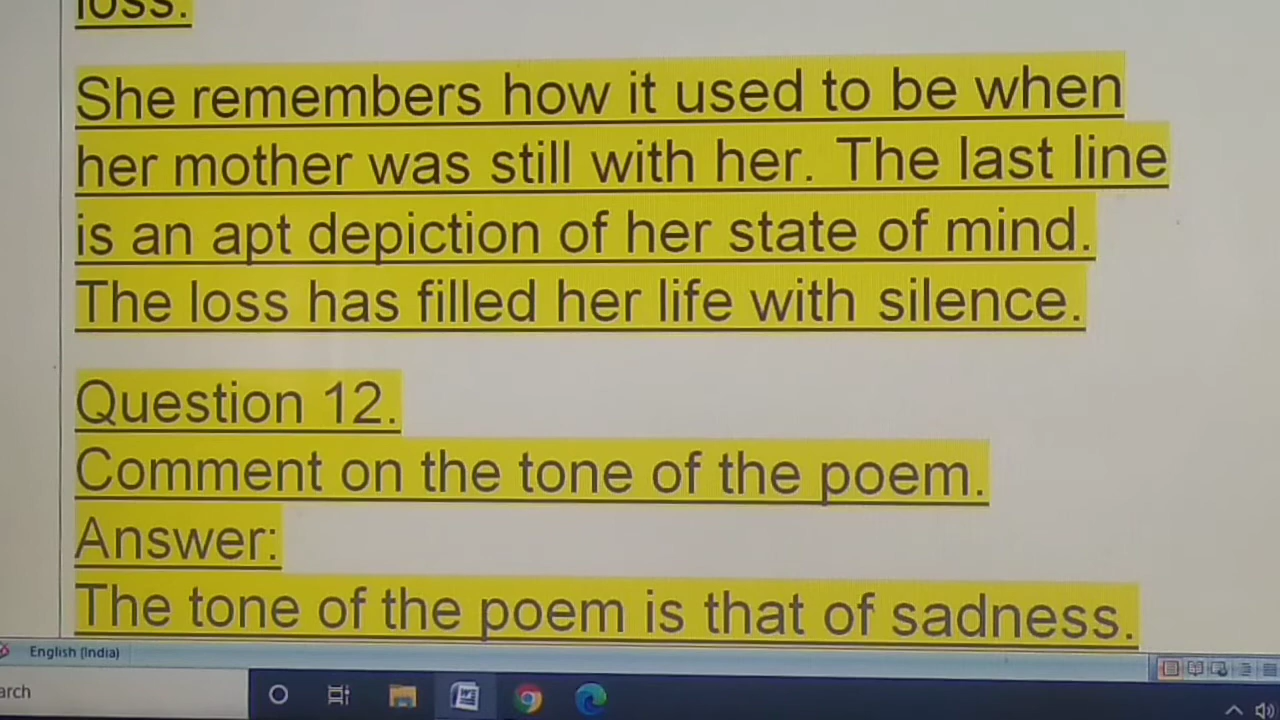 loss.
She remembers how it used to be when
her mother was still with her. The last line
is an apt depiction of her state of mind.
The loss has filled her life with silence.
Question 12.
Comment on the tone of the poem.
Answer:
The tone of the poem is that of sadness.
English (India)
arch